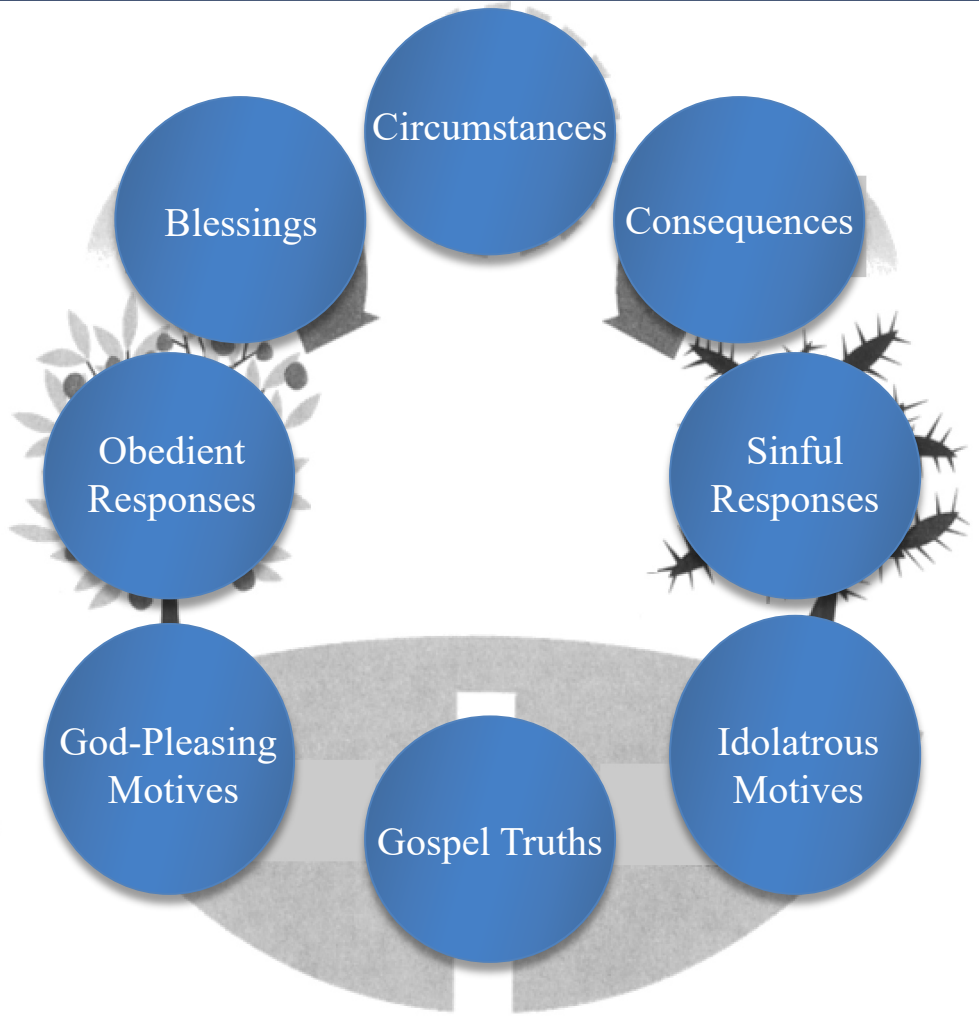 Circumstances
Blessings
Consequences
Obedient
Responses
Sinful
Responses
God-Pleasing
Motives
Idolatrous
Motives
Gospel Truths